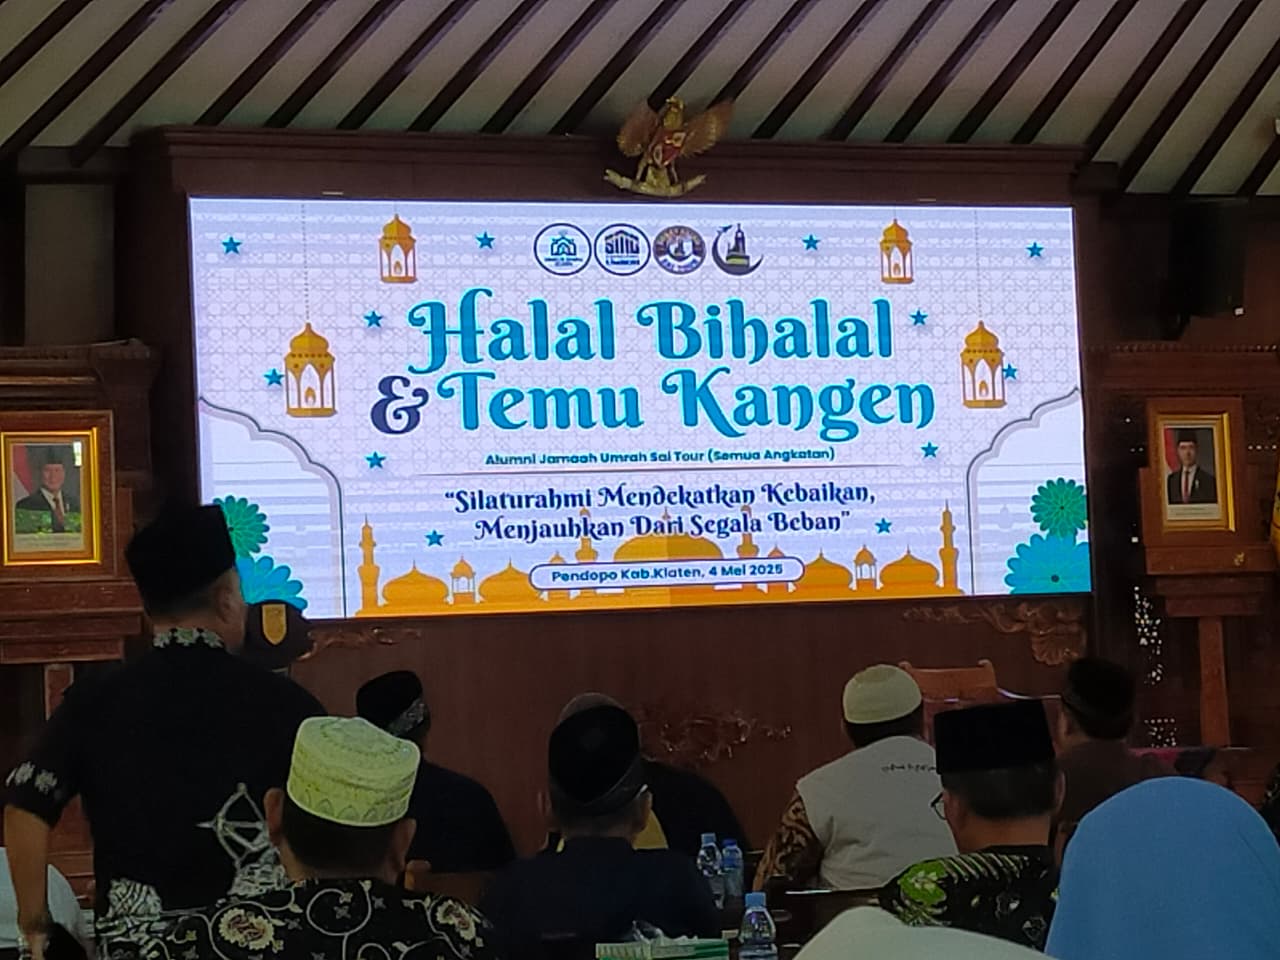 Halal Bihalal
& Temu Kangen
Alumni Jamaah Umrah Sai Tour (Semua Angkatan)
“Silaturahmi Mendekatkan Kebaikan,
Menjauhkan Dari Segala Beban”
Pendopo Kab.Klaten, 4 Mei 2025